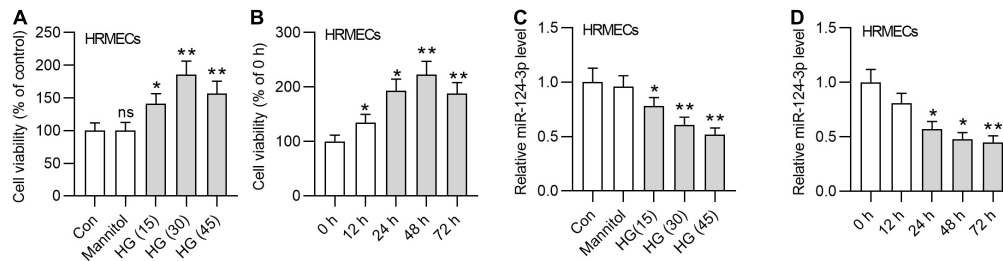 A
Cell viability (% of control)
250
200
150
100
50
0
HRMECs
ns
*
**
**
Con
Mannitol
HG (15)
HG (30)
HG (45)
B
Cell viability (% of 0 h)
300
200
100
0
HRMECs
*
*
**
**
0 h
12 h
24 h
48 h
72 h
C
Relative miR-124-3p level
1.5
1.0
0.5
0.0
HRMECs
*
**
**
Con
Mannitol
HG(15)
HG (30)
HG (45)
D
Relative miR-124-3p level
1.5
1.0
0.5
0.0
HRMECs
*
*
**
0 h
12 h
24 h
48 h
72 h